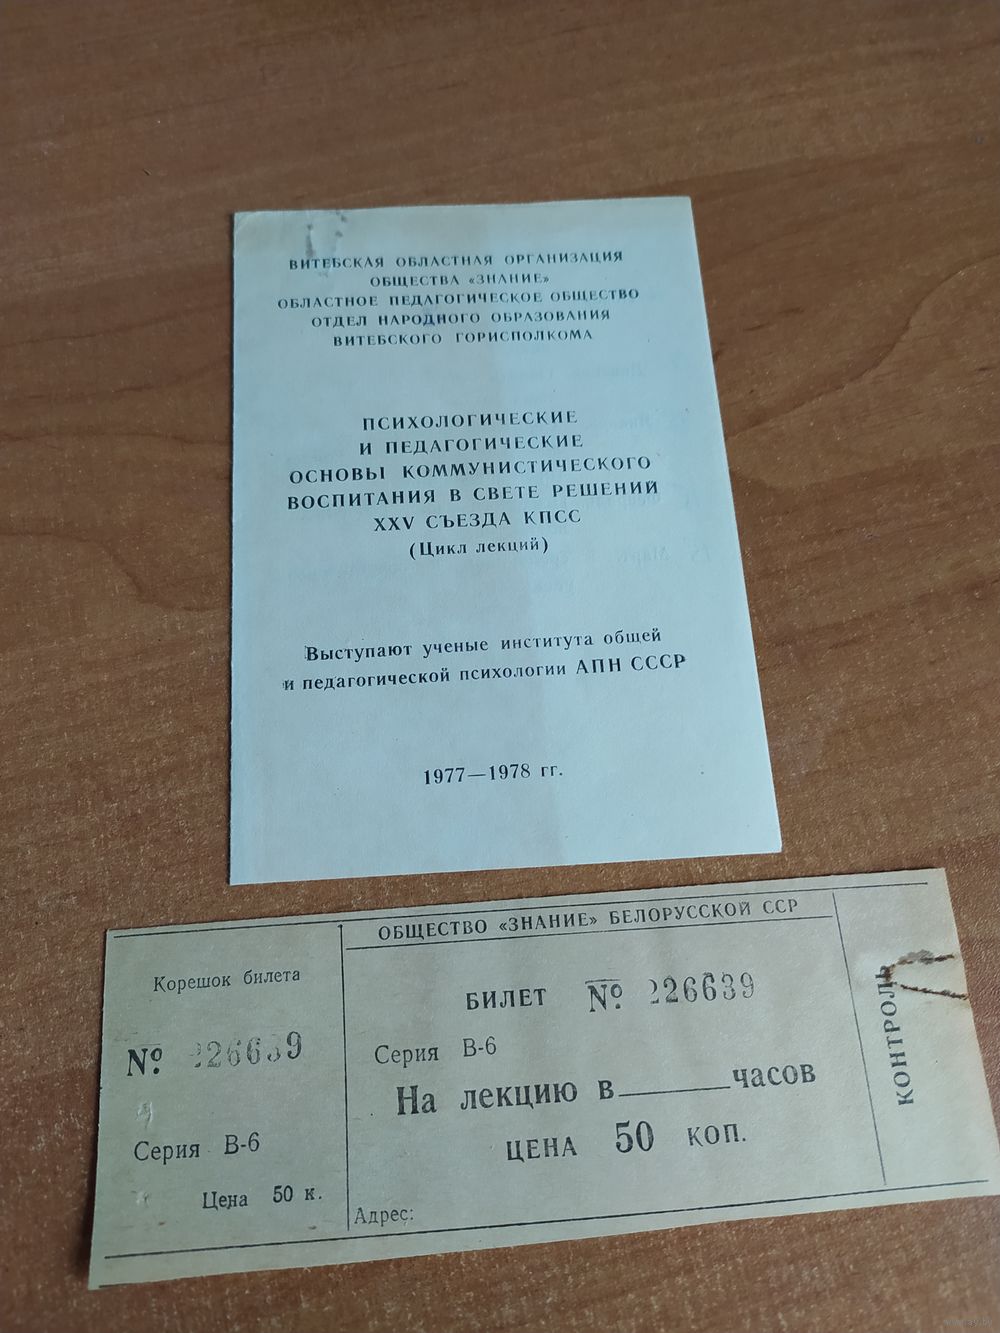 ВИТЕБСКАЯ ОБЛАСТНАЯ ОРГАНИЗАЦИЯ
ОБЩЕСТВА «ЗНАНИЕ»
ОБЛАСТНОЕ ПЕДАГОГИЧЕСКОЕ ОБЩЕСТВО
ОТДЕЛ НАРОДНОГО ОБРАЗОВАНИЯ
ВИТЕБСКОГО ГОРИСПОЛКОМА
ПСИХОЛОГИЧЕСКИЕ
И ПЕДАГОГИЧЕСКИЕ
ОСНОВЫ КОММУНИСТИЧЕСКОГО
ВОСПИТАНИЯ В СВЕТЕ РЕШЕНИЙ
XXV СЪЕЗДА КПСС
(Цикл лекций)
Выступают ученые института общей
и педагогической психологии АПН СССР
1977—1978 гг.
Корешок билета
№ 226639
Серия В-6
Цена 50 к.
ОБЩЕСТВО «ЗНАНИЕ» БЕЛОРУССКОЙ ССР
БИЛЕТ № 226639
Серия В-6
На лекцию в______часов
ЦЕНА 50 КОП.
Адрес:
КОНТРОЛЬ